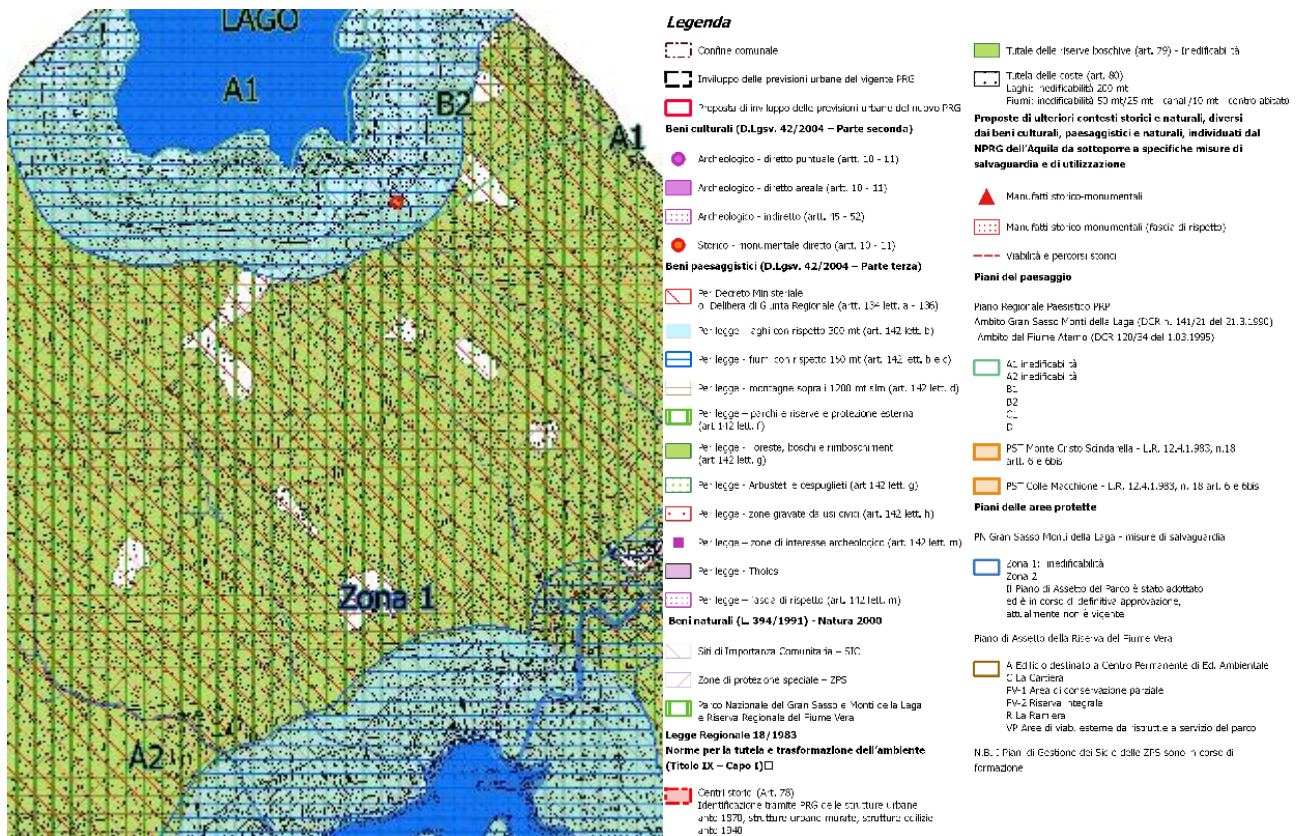 LAGO
A1
B2
A1
Zona 1
A2
Legenda
Confine comunale
Inviluppo delle previsioni urbane del vigente PRG
Proposta di inviluppo delle previsioni urbane del nuovo PRG
Beni culturali (D.Lgsv. 42/2004 – Parte seconda)
Archeologico - diretto puntuale (artt. 10 - 11)
Archeologico - diretto areale (artt. 10 - 11)
Archeologico - indiretto (artt. 45 - 52)
Storico - monumentale diretto (artt. 10 - 11)
Beni paesaggistici (D.Lgsv. 42/2004 – Parte terza)
Per Decreto Ministeriale
o Delibera di Giunta Regionale (artt. 134 lett. a - 136)
Per legge - laghi con rispetto 300 mt (art. 142 lett. b)
Per legge - fiumi con rispetto 150 mt (art. 142 lett. b e c)
Per legge - montagne sopra i 1200 mt slm (art. 142 lett. d)
Per legge – parchi e riserve e protezione esterna
(art 142 lett. f)
Per legge - foreste, boschi e rimboschimenti
(art 142 lett. g)
Per legge - Arbusteti e cespuglieti (art 142 lett. g)
Per legge - zone gravate da usi civici (art. 142 lett. h)
Per legge – zone di interesse archeologico (art. 142 lett. m)
Per legge - Tholos
Per legge – fascia di rispetto (art. 142 lett. m)
Beni naturali (L. 394/1991) - Natura 2000
Siti di Importanza Comunitaria – SIC
Zone di protezione speciale – ZPS
Parco Nazionale del Gran Sasso e Monti della Laga
e Riserva Regionale del Fiume Vera
Legge Regionale 18/1983
Norme per la tutela e trasformazione dell'ambiente
(Titolo IX – Capo I)□
Centri storici (Art. 78)
Identificazione tramite PRG delle strutture urbane
ante 1870, strutture urbano murate, strutture edilizie
ante 1940
Tutale delle riserve boschive (art. 79) - Inedificabilità
Tutela delle coste (art. 80)
Laghi: inedificabilità 200 mt
Fiumi: inedificabilità 50 mt/25 mt - canali/10 mt - centro abitato
Proposte di ulteriori contesti storici e naturali, diversi
dai beni culturali, paesaggistici e naturali, individuati dal
NPRG dell'Aquila da sottoporre a specifiche misure di
salvaguardia e di utilizzazione
Manufatti storico-monumentali
Manufatti storico monumentali (fascia di rispetto)
Viabilità e percorsi storici
Piani del paesaggio
Piano Regionale Paesistico PRP
Ambito Gran Sasso Monti della Laga (DCR n. 141/21 del 21.3.1990)
Ambito del Fiume Aterno (DCR 120/34 del 1.03.1995)
A1 inedificabilità
A2 inedificabilità
B1
B2
C1
D
PST Monte Cristo Scindarella - L.R. 12.4.1.983, n.18
artt. 6 e 6bis
PST Colle Macchione - L.R. 12.4.1.983, n. 18 art. 6 e 6bis
Piani delle aree protette
PN Gran Sasso Monti della Laga - misure di salvaguardia
Zona 1: inedificabilità
Zona 2
Il Piano di Assetto del Parco è stato adottato
ed è in corso di definitiva approvazione,
attualmente non è vigente
Piano di Assetto della Riserva del Fiume Vera
A Edificio destinato a Centro Permanente di Ed. Ambientale
C La Cartiera
FV-1 Area di conservazione parziale
FV-2 Riserva integrale
R La Ramiera
VP Aree di viab. esterne da ristrutt.e a servizio del parco
N.B. I Piani di Gestione dei Sic e delle ZPS sono in corso di
formazione